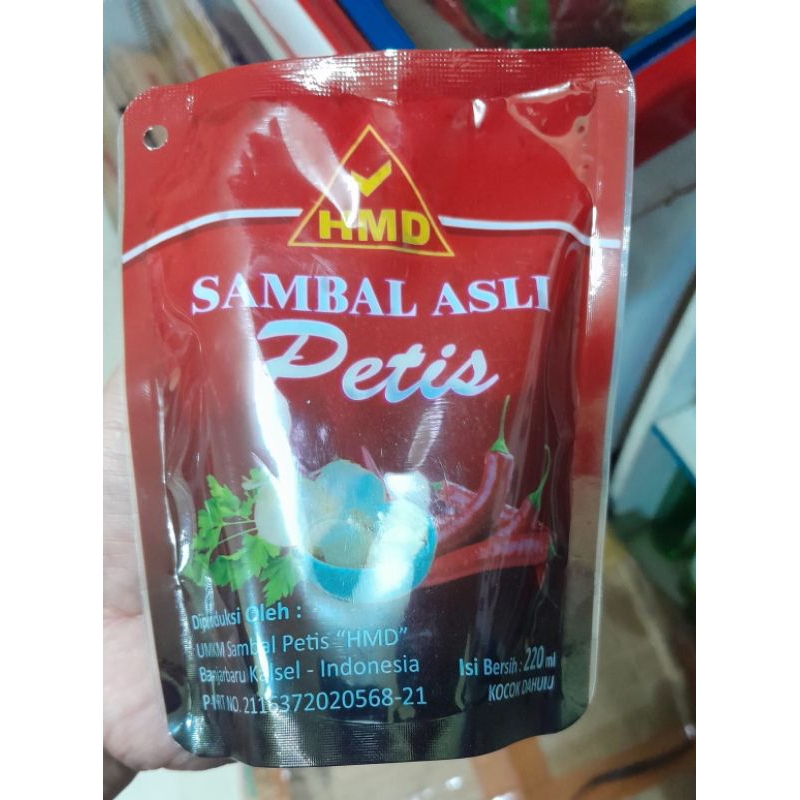 HMD
SAMBAL ASLI
Petis
Diproduksi Oleh :
UMKM Sambal Petis "HMD"
Banjarbaru Kalsel - Indonesia
P-IRT NO. 2116372020568-21
Isi Bersih : 220 ml
KOCOK DAHULU